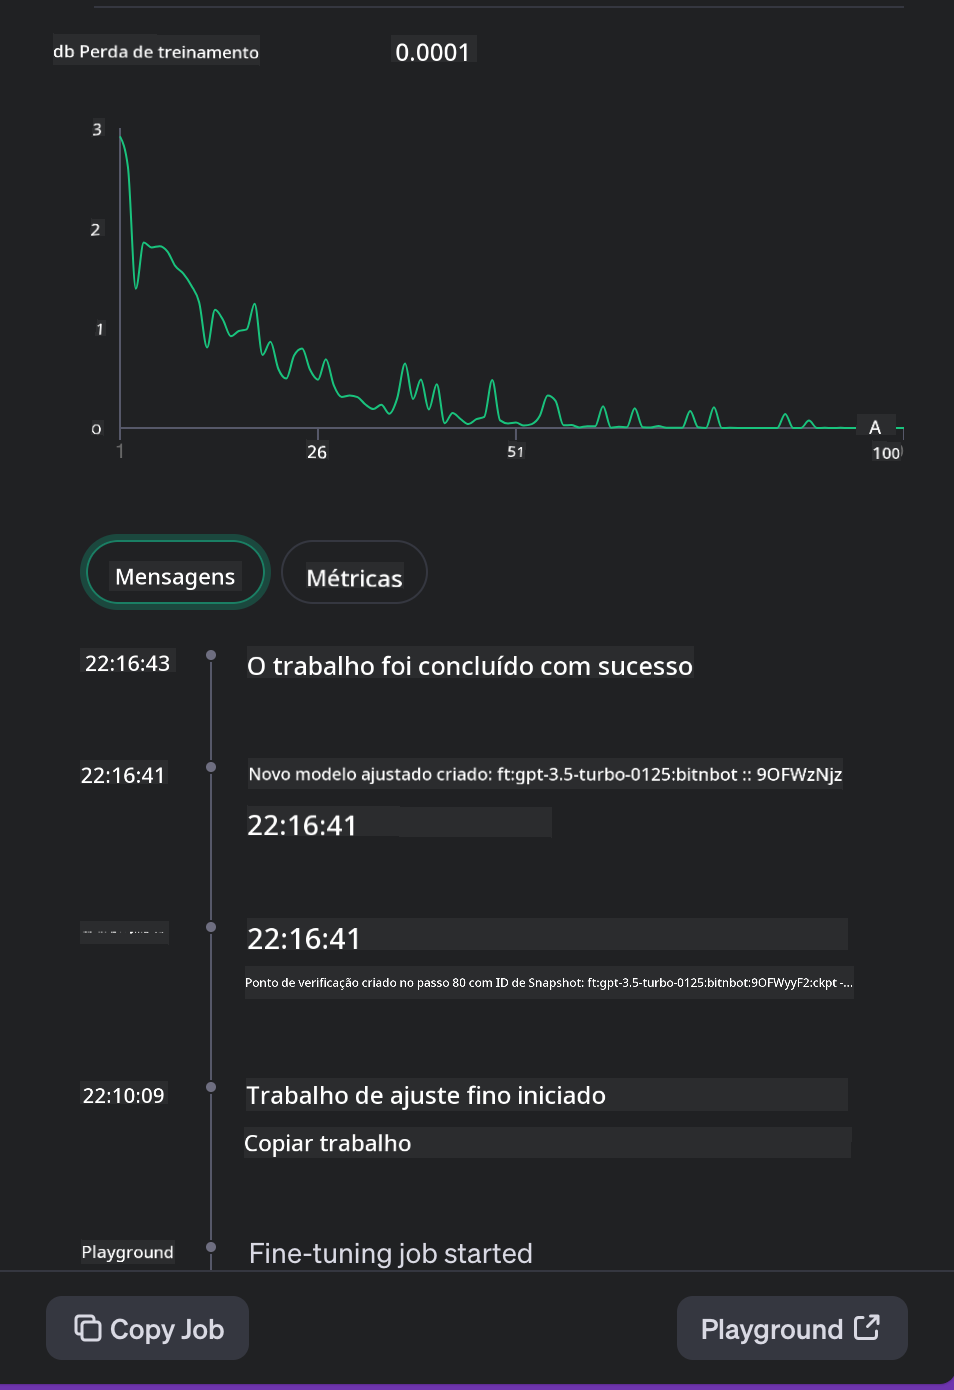 db Perda de treinamento
0.0001
3
2
1
0
1
26
51
A
100
Mensagens
Métricas
22:16:43
O trabalho foi concluído com sucesso
22:16:41
Novo modelo ajustado criado: ft:gpt-3.5-turbo-0125:bitnbot :: 9OFWzNjz
22:16:41
22:16:41
Ponto de verificação criado no passo 80 com ID de Snapshot: ft:gpt-3.5-turbo-0125:bitnbot:9OFWyyF2:ckpt -...
22:10:09
Trabalho de ajuste fino iniciado
Copiar trabalho
Playground
Fine-tuning job started
Copy Job
Playground